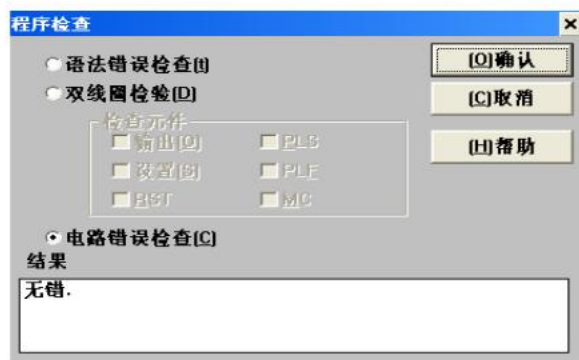 程序检查
语法错误检查(t)
双线圈检验(D)
检查元件
输出(O)
PLS
设置(S)
PLF
RST
MC
电路错误检查(C)
(O)确认
(C)取消
(H)帮助
结果
无错.